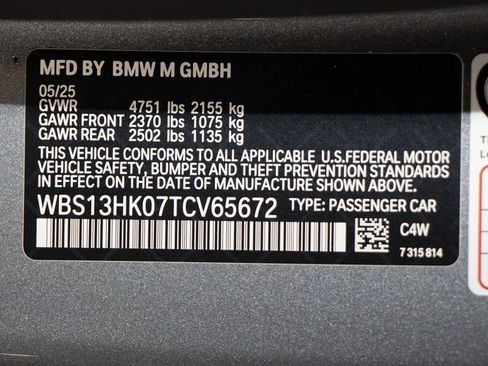 MFD BY BMW M GMBH
05/25
GVWR 4751 lbs 2155 kg
GAWR FRONT 2370 lbs 1075 kg
GAWR REAR 2502 lbs 1135 kg
THIS VEHICLE CONFORMS TO ALL APPLICABLE U.S.FEDERAL MOTOR
VEHICLE SAFETY, BUMPER AND THEFT PREVENTION STANDARDS
IN EFFECT ON THE DATE OF MANUFACTURE SHOWN ABOVE.
WBS13HK07TCV65672 TYPE: PASSENGER CAR
C4W
7 315 814